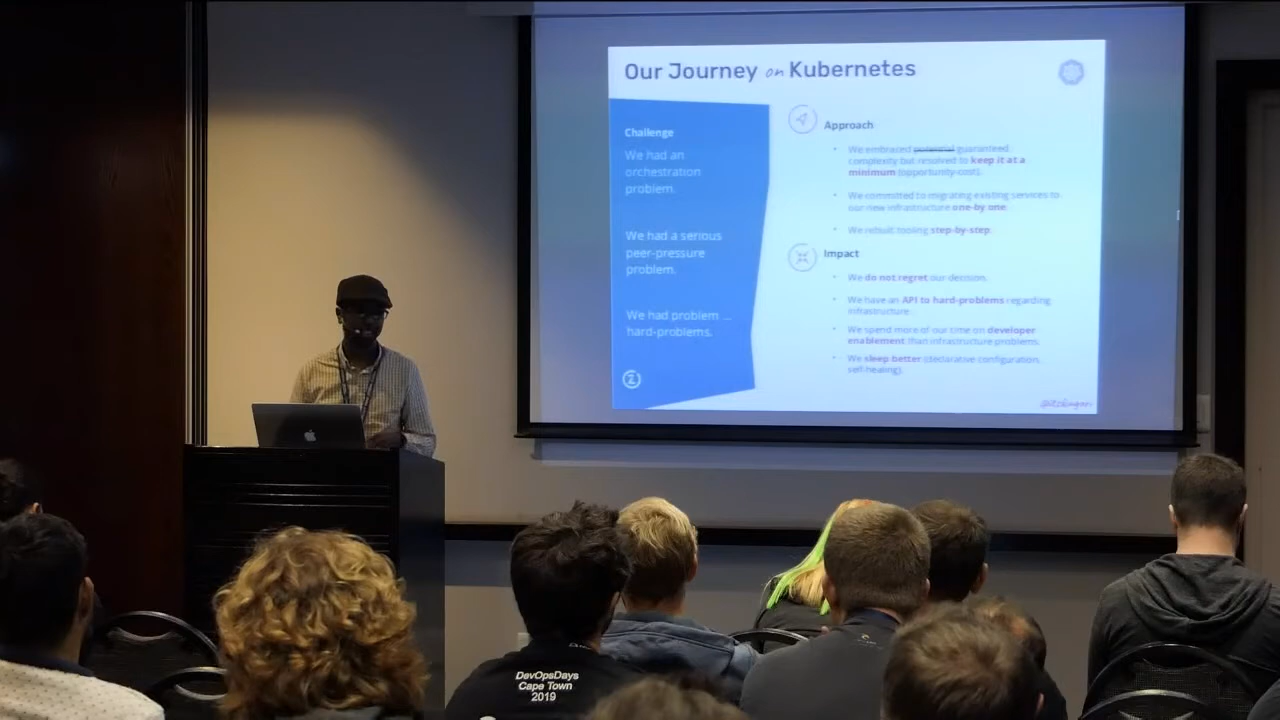 Our Journey on Kubernetes
Challenge
We had an
orchestration
problem.
We had a serious
peer-pressure
problem.
We had problem ...
hard-problems.
Approach
We embraced potential guaranteed
complexity but resolved to keep it at a
minimum (opportunity-cost).
We committed to migrating existing services to
our new infrastructure one-by-one.
We rebuilt tooling step-by-step.
Impact
We do not regret our decision.
We have an API to hard-problems regarding
infrastructure.
We spend more of our time on developer
enablement than infrastructure problems.
We sleep better (declarative configuration,
self-healing).
DevOpsDays
Cape Town
2019